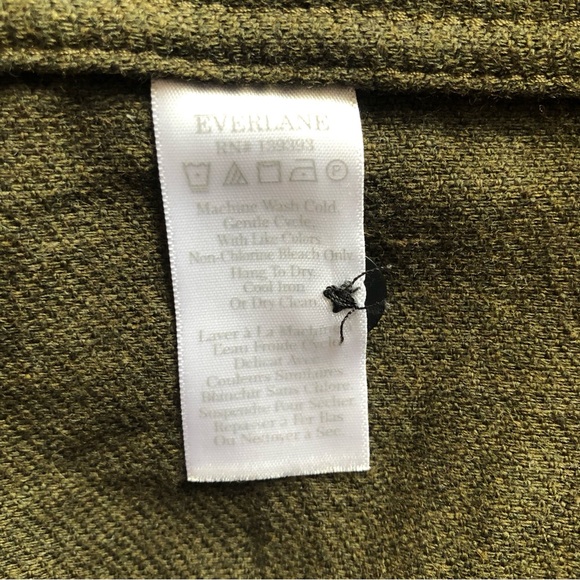 EVERLANE
RN# 139393
Machine Wash Cold,
Gentle Cycle,
With Like Colors
Non-Chlorine Bleach Only.
Hang To Dry.
Cool Iron
Or Dry Clean.
Laver à La Machine
L'eau Froide Cycle
Delicat Avec
Couleurs Similaires.
Blhinchir Sans Chlore.
Suspendre Pour Sécher
Repasser à Fer Bas
Ou Nettoyer à Sec.